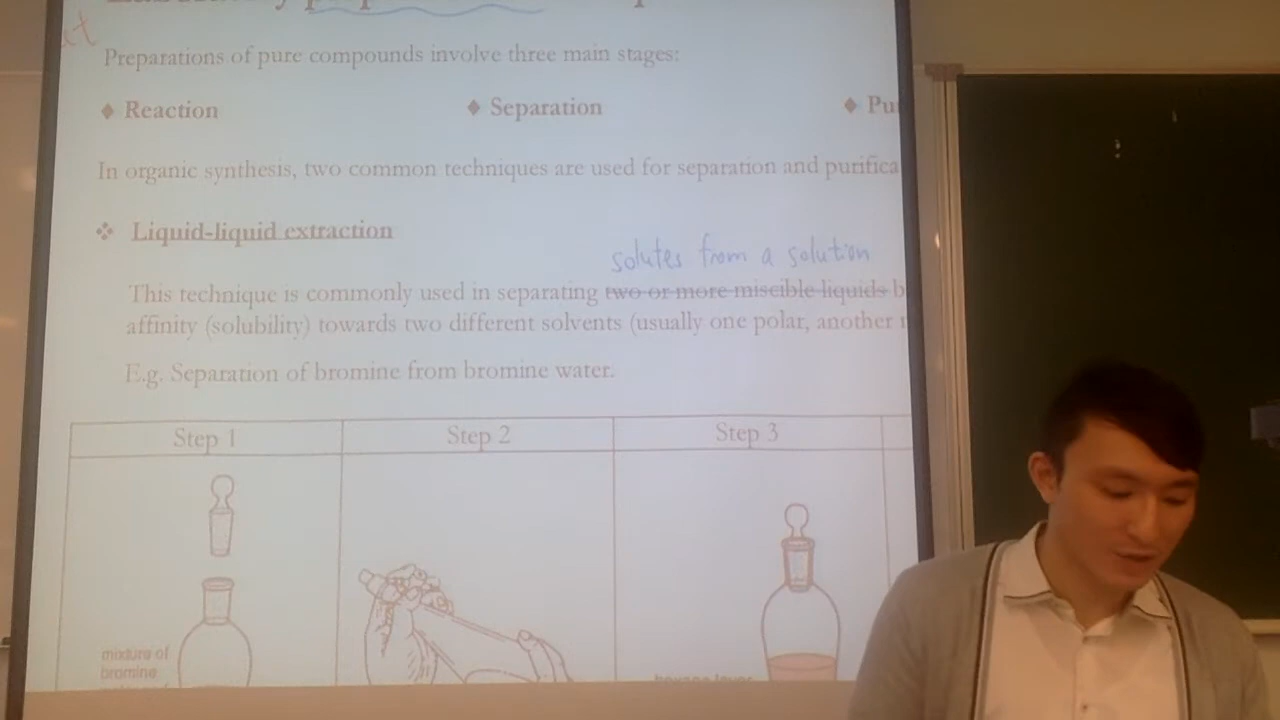 Preparations of pure compounds involve three main stages:
◆ Reaction ◆ Separation ◆
In organic synthesis, two common techniques are used for separation and
❖ Liquid-liquid extraction
solutes from a solution
This technique is commonly used in separating two or more miscible liquids
affinity (solubility) towards two different solvents (usually one polar, another
E.g. Separation of bromine from bromine water.
Step 1 Step 2 Step 3
mixture of
bromine
hexane layer